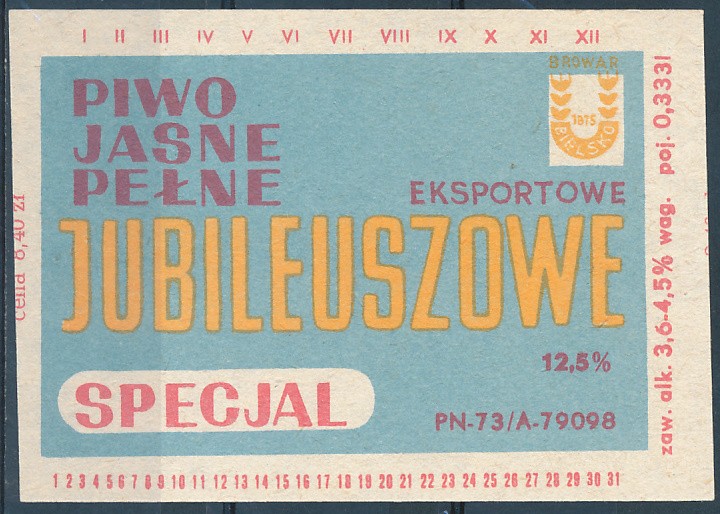 I II III IV V VI VII VIII IX X XI XII
PIWO
JASNE
PEŁNE
BROWAR
1875
BIELSKO
EKSPORTOWE
JUBILEUSZOWE
12,5%
SPECJAL
PN-73/A-79098
1 2 3 4 5 6 7 8 9 10 11 12 13 14 15 16 17 18 19 20 21 22 23 24 25 26 27 28 29 30 31
cena 8,40 zł
zaw. alk. 3,6-4,5% wag. poj. 0,333l